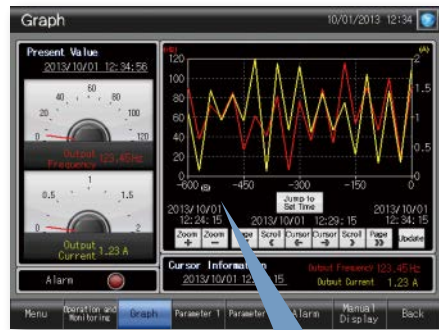 Graph
10/01/2013 12:34
Present Value
2013/10/01 12:34:56
60
40
80
20
100
0
120
Output
Frequency 123.45Hz
1
0.5
1.5
0
2
Output
Current 1.23 A
Alarm
(Hz)
(A)
120
100
80
60
40
20
0
2
1.5
1
0.5
0
-600
(S)
-450
-300
-150
0
Jump to
Set Time
2013/10/01
12:24:15
2013/10/01 12:29:15
2013/10/01
12:34:15
Zoom +
Zoom -
Page
Scroll
Cursor
Cursor
Scroll
Page
Update
Cursor Information
2013/10/01 15
Output Frequency 123.45Hz
Output Current 1.23 A
Menu
Operation and Monitoring
Graph
Parameter 1
Parameter
Alarm
Manual Display
Back